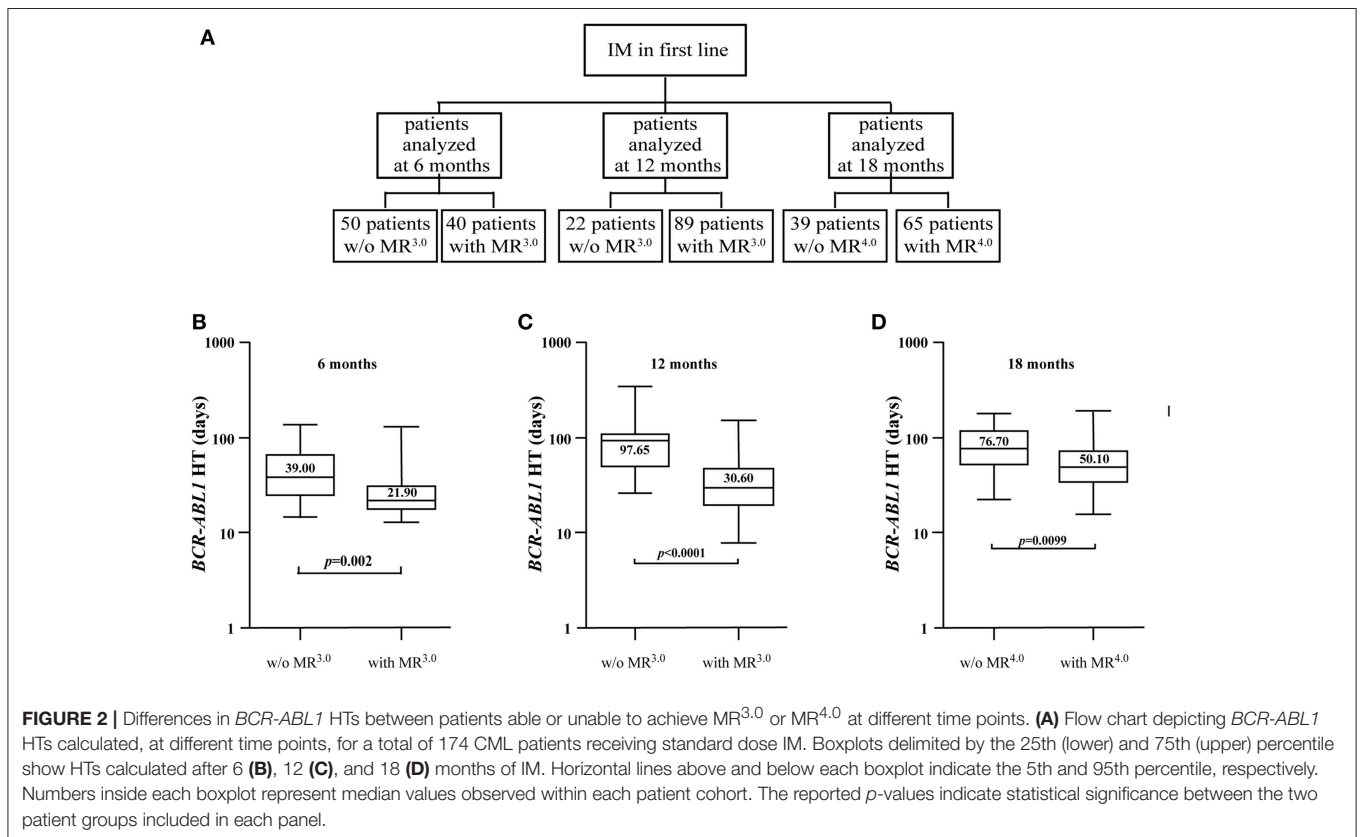 A
IM in first line
patients
analyzed
at 6 months
patients
analyzed
at 12 months
patients
analyzed
at 18 months
50 patients
w/o MR3.0
40 patients
with MR3.0
22 patients
w/o MR3.0
89 patients
with MR3.0
39 patients
w/o MR4.0
65 patients
with MR4.0
B
BCR-ABL1 HT (days)
1000
100
10
1
6 months
39.00
21.90
p=0.002
w/o MR3.0
with MR3.0
C
BCR-ABL1 HT (days)
1000
100
10
1
12 months
97.65
30.60
p<0.0001
w/o MR3.0
with MR3.0
D
BCR-ABL1 HT (days)
1000
100
10
1
18 months
76.70
50.10
p=0.0099
w/o MR4.0
with MR4.0
I
FIGURE 2 | Differences in BCR-ABL1 HTs between patients able or unable to achieve MR3.0 or MR4.0 at different time points. (A) Flow chart depicting BCR-ABL1
HTs calculated, at different time points, for a total of 174 CML patients receiving standard dose IM. Boxplots delimited by the 25th (lower) and 75th (upper) percentile
show HTs calculated after 6 (B), 12 (C), and 18 (D) months of IM. Horizontal lines above and below each boxplot indicate the 5th and 95th percentile, respectively.
Numbers inside each boxplot represent median values observed within each patient cohort. The reported p-values indicate statistical significance between the two
patient groups included in each panel.